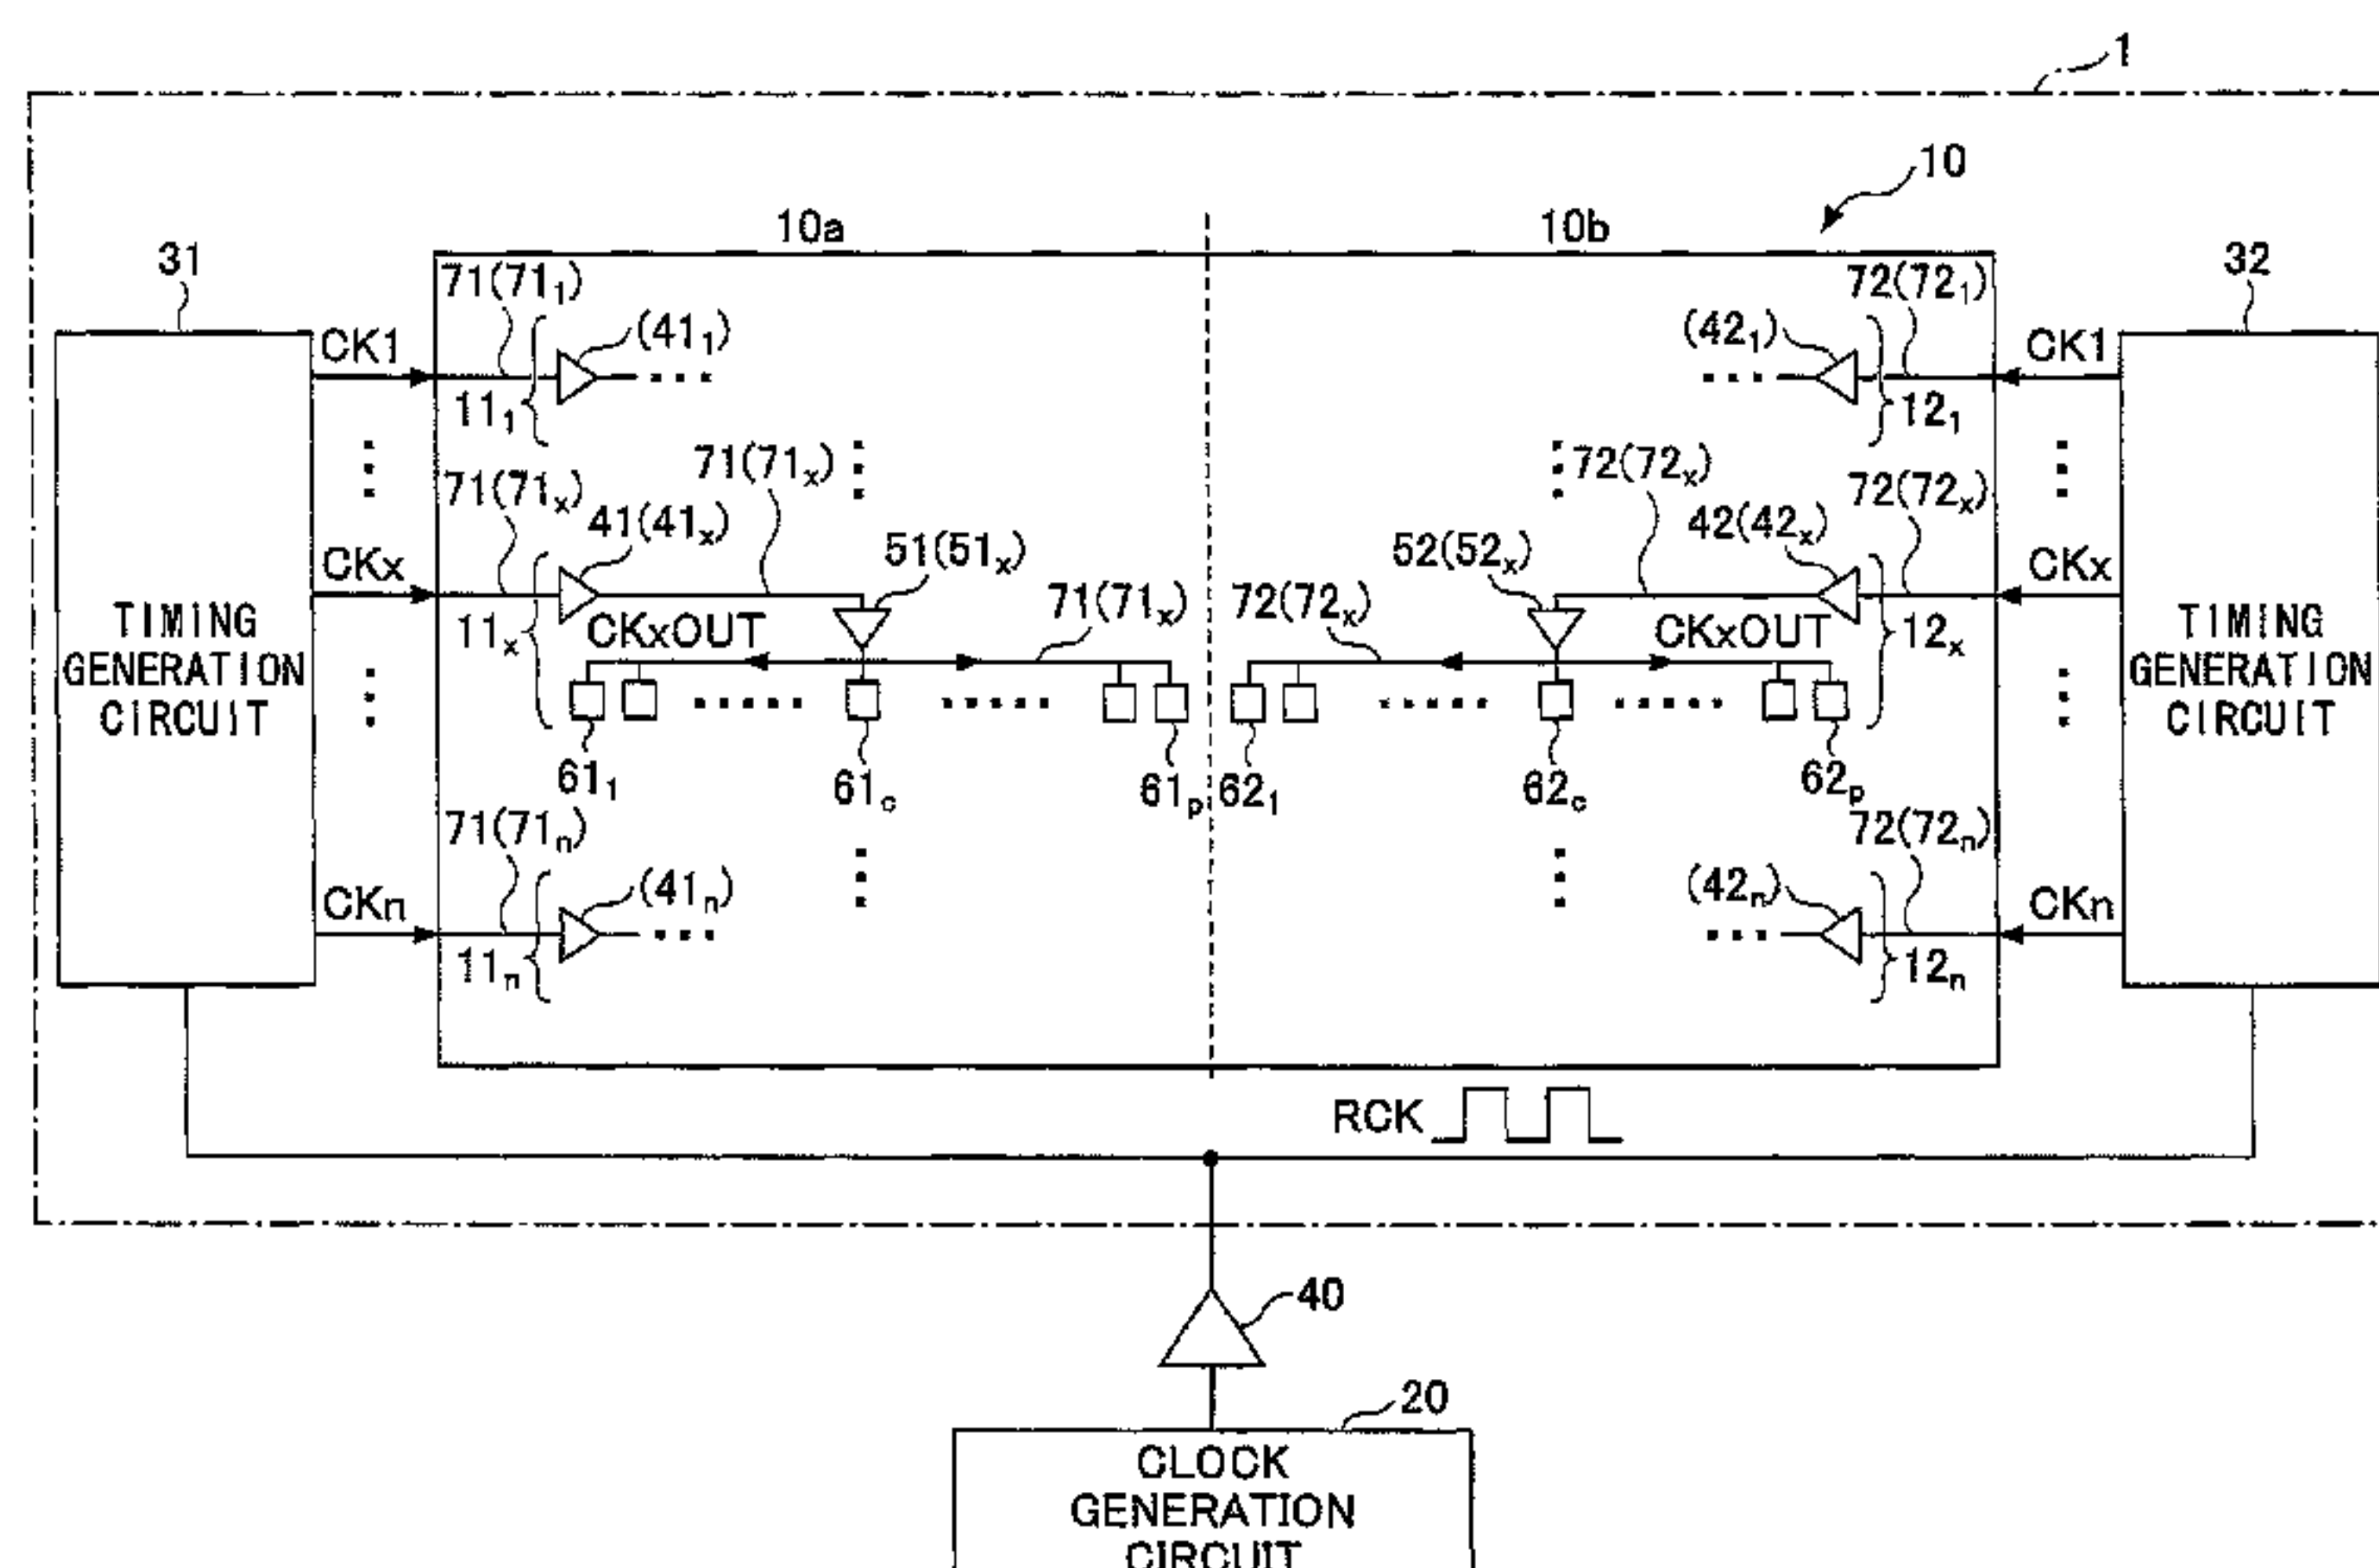 1
10
10a 10b
31 32
71(71₁) 72(72₁)
(41₁) (42₁)
CK1 CK1
11₁ 12₁
71(71ₓ) 72(72ₓ)
71(71ₓ) 72(72ₓ)
41(41ₓ) 42(42ₓ)
51(51ₓ) 52(52ₓ)
CKx CKx
71(71ₓ) 72(72ₓ)
CKxOUT CKxOUT
11ₓ 12ₓ
TIMING
GENERATION
CIRCUIT
TIMING
GENERATION
CIRCUIT
61₁ 61c 61p 62₁ 62c 62p
71(71n) 72(72n)
(41n) (42n)
CKn CKn
11n 12n
RCK
40
20
CLOCK
GENERATION
CIRCUIT